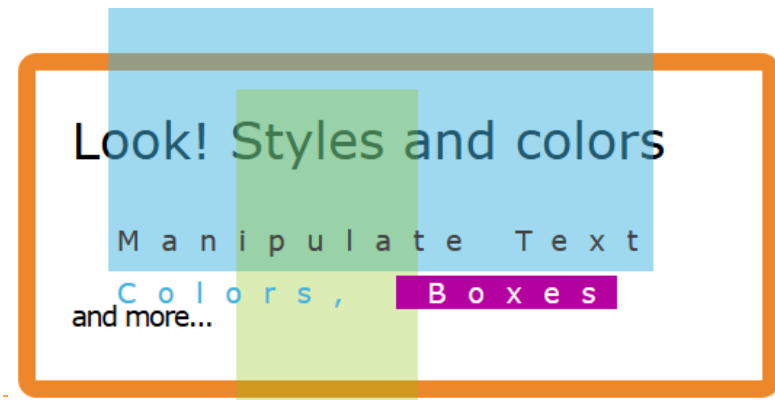 Look! Styles and colors
Manipulate Text
Colors, Boxes
and more...